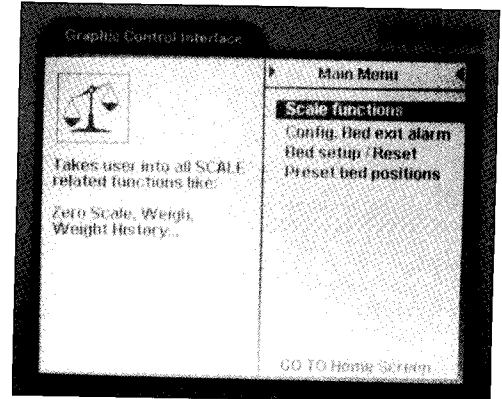 Graphic Control Interface
Main Menu
Scale functions
Config. Bed exit alarm
Bed setup / Reset
Preset bed positions
Takes user into all SCALE
related functions like:
Zero Scale, Weigh,
Weight History...
GO TO Home Screen